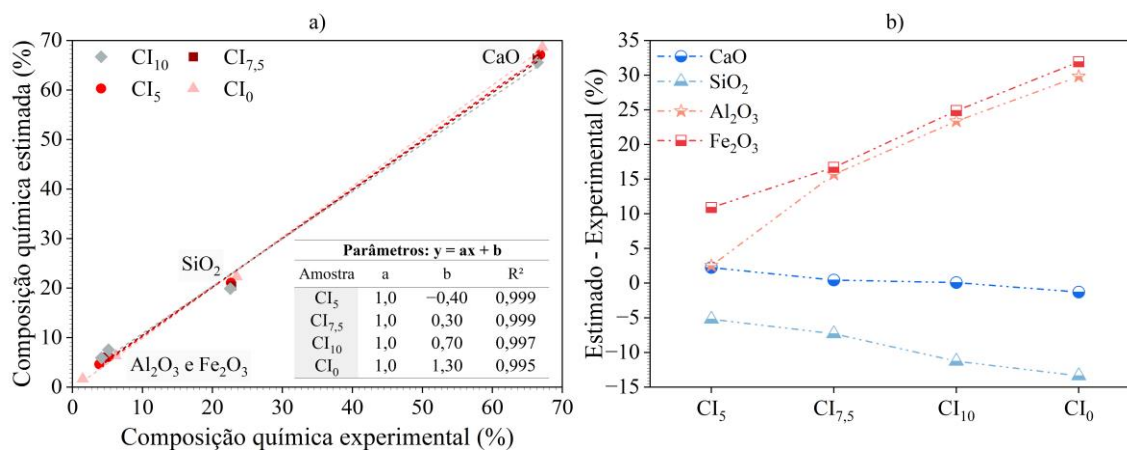 a)
Composição química estimada (%)
70
60
50
40
30
20
10
0
CI10
CI7,5
CI5
CI0
CaO
SiO2
Al2O3 e Fe2O3
Parâmetros: y = ax + b
Amostra a b R²
CI5 1,0 −0,40 0,999
CI7,5 1,0 0,30 0,999
CI10 1,0 0,70 0,997
CI0 1,0 1,30 0,995
0 10 20 30 40 50 60 70
Composição química experimental (%)
b)
Estimado - Experimental (%)
35
30
25
20
15
10
5
0
−5
−10
−15
CaO
SiO2
Al2O3
Fe2O3
CI5 CI7,5 CI10 CI0